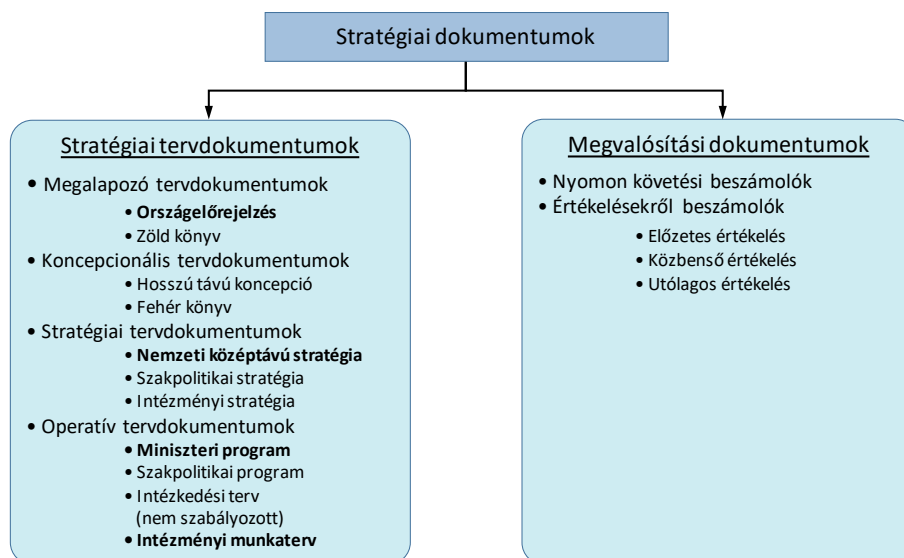 Stratégiai dokumentumok
Stratégiai tervdokumentumok
• Megalapozó tervdokumentumok
• Országelőrejelzés
• Zöld könyv
• Koncepcionális tervdokumentumok
• Hosszú távú koncepció
• Fehér könyv
• Stratégiai tervdokumentumok
• Nemzeti középtávú stratégia
• Szakpolitikai stratégia
• Intézményi stratégia
• Operatív tervdokumentumok
• Miniszteri program
• Szakpolitikai program
• Intézkedési terv
(nem szabályozott)
• Intézményi munkaterv
Megvalósítási dokumentumok
• Nyomon követési beszámolók
• Értékelésekről beszámolók
• Előzetes értékelés
• Közbenső értékelés
• Utólagos értékelés